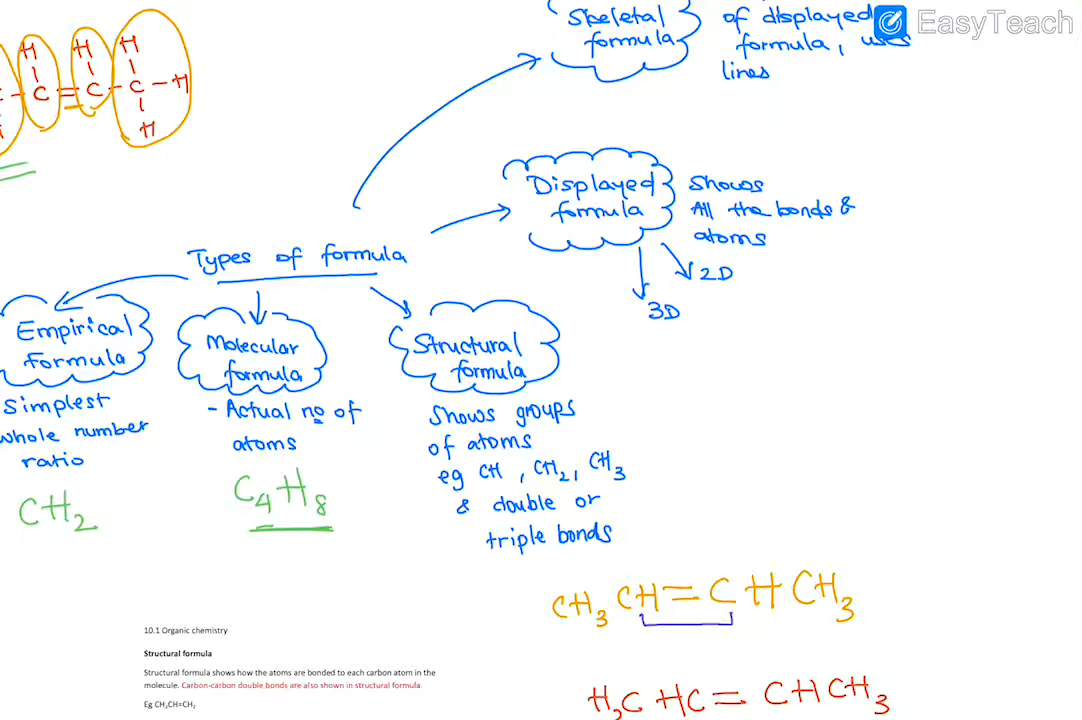 Skeletal
formula
of displayed
formula, uses
lines
EasyTeach
H H H
C = C - C - H
H
Displayed
formula
Shows
All the bonds &
atoms
2D
3D
Types of formula
Empirical
formula
Simplest
whole number
ratio
CH2
Molecular
formula
- Actual no of
atoms
C4H8
Structural
formula
Shows groups
of atoms
eg CH, CH2, CH3
& double or
triple bonds
CH3 CH=CHCH3
10.1 Organic chemistry
Structural formula
Structural formula shows how the atoms are bonded to each carbon atom in the
molecule. Carbon-carbon double bonds are also shown in structural formula.
Eg CH3CH=CH2
H3C HC= CHCH3